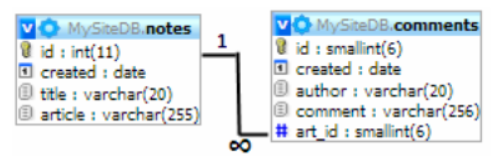 MySiteDB.notes
id : int(11)
created : date
title : varchar(20)
article : varchar(255)
1
∞
MySiteDB.comments
id : smallint(6)
created : date
author : varchar(20)
comment : varchar(256)
# art_id : smallint(6)